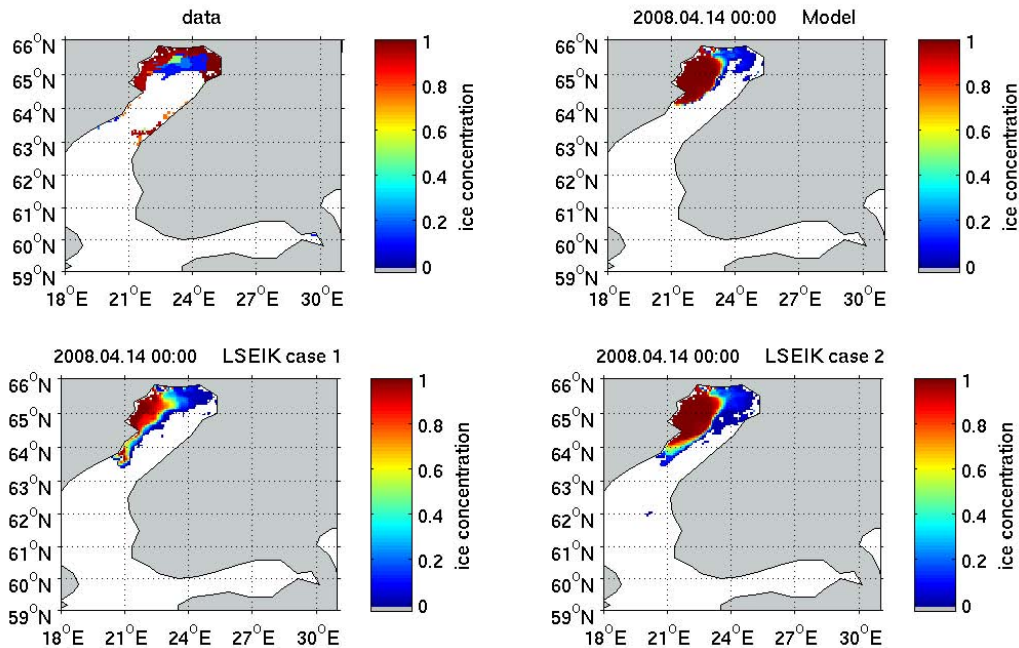 data
2008.04.14 00:00 Model
66°N
65°N
64°N
63°N
62°N
61°N
60°N
59°N
18°E 21°E 24°E 27°E 30°E
1
0.8
0.6
0.4
0.2
0
ice concentration
66°N
65°N
64°N
63°N
62°N
61°N
60°N
59°N
18°E 21°E 24°E 27°E 30°E
1
0.8
0.6
0.4
0.2
0
ice concentration
2008.04.14 00:00 LSEIK case 1
66°N
65°N
64°N
63°N
62°N
61°N
60°N
59°N
18°E 21°E 24°E 27°E 30°E
1
0.8
0.6
0.4
0.2
0
ice concentration
2008.04.14 00:00 LSEIK case 2
66°N
65°N
64°N
63°N
62°N
61°N
60°N
59°N
18°E 21°E 24°E 27°E 30°E
1
0.8
0.6
0.4
0.2
0
ice concentration